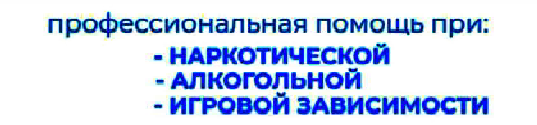 профессиональная помощь при:
- НАРКОТИЧЕСКОЙ
- АЛКОГОЛЬНОЙ
- ИГРОВОЙ ЗАВИСИМОСТИ